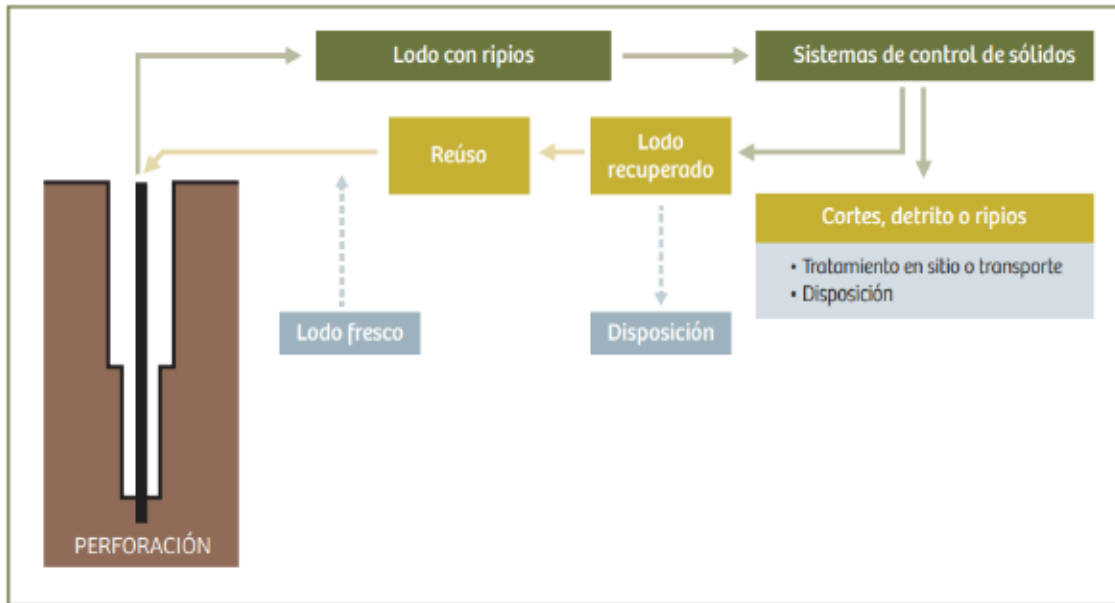 Lodo con ripios
Sistemas de control de sólidos
Reúso
Lodo
recuperado
Cortes, detrito o ripios
• Tratamiento en sitio o transporte
• Disposición
Lodo fresco
Disposición
PERFORACIÓN